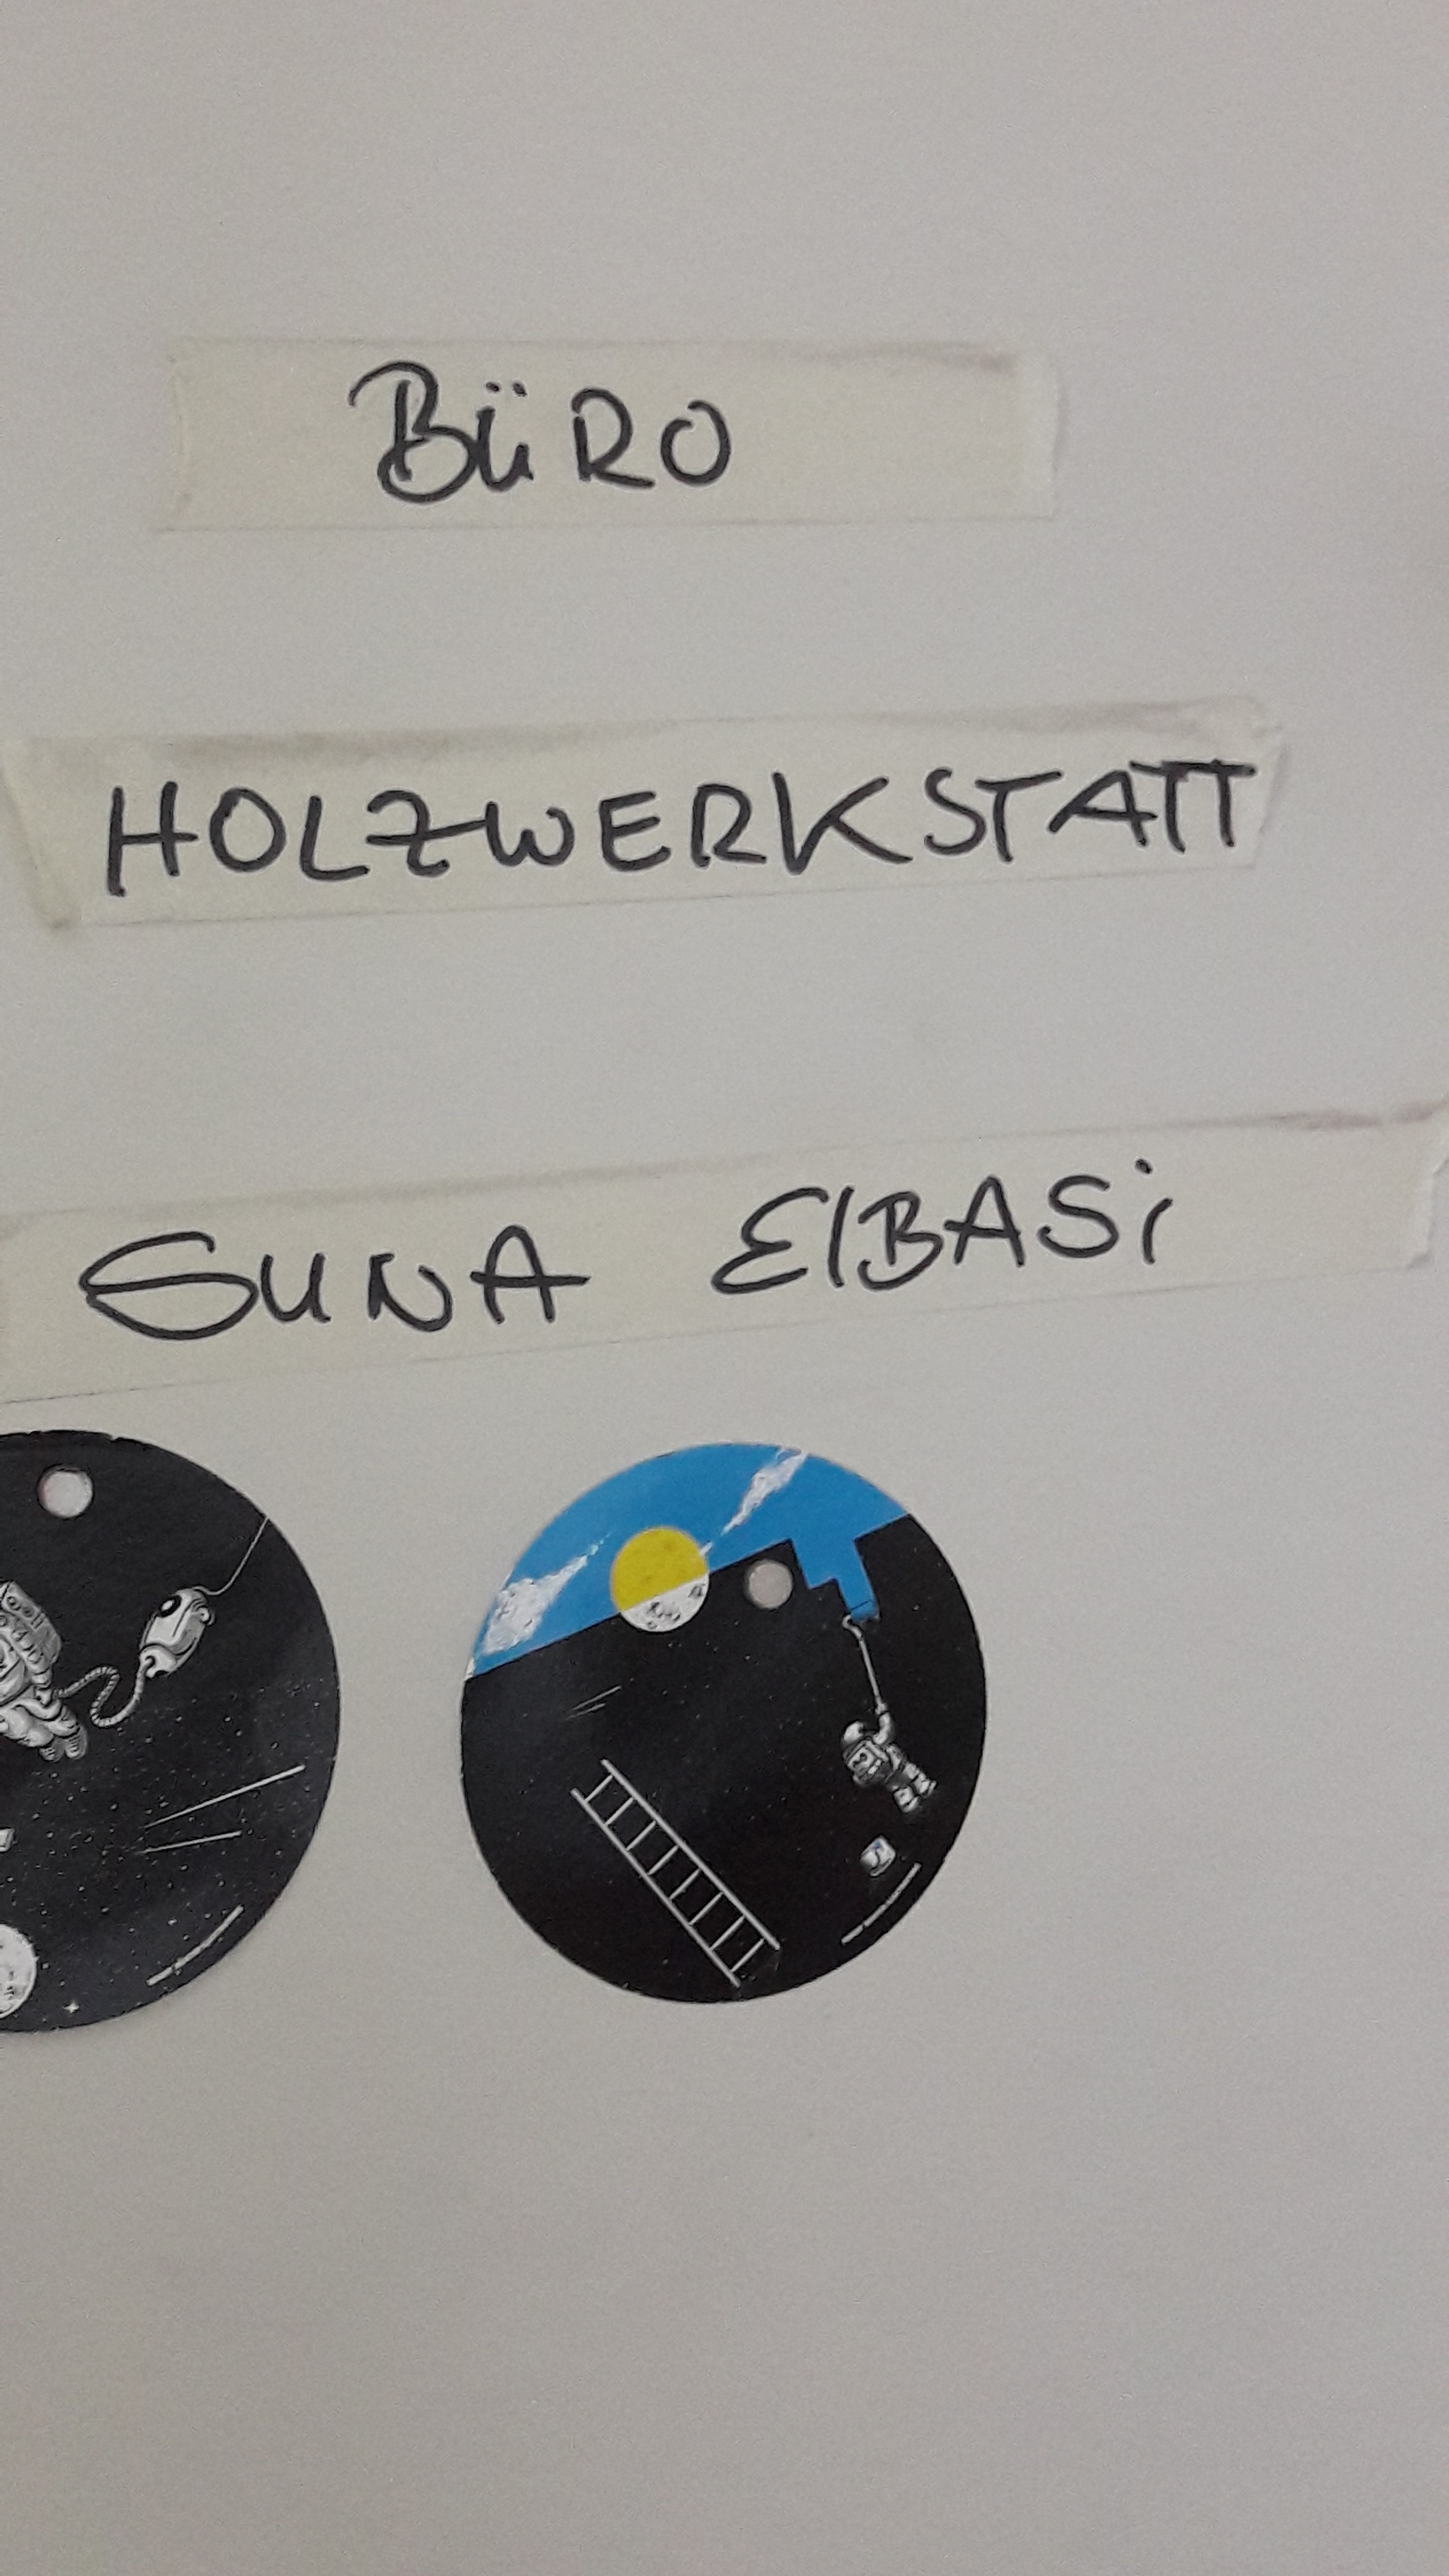 BüRO
HOLZWERKSTATT
SUNA ElBASi